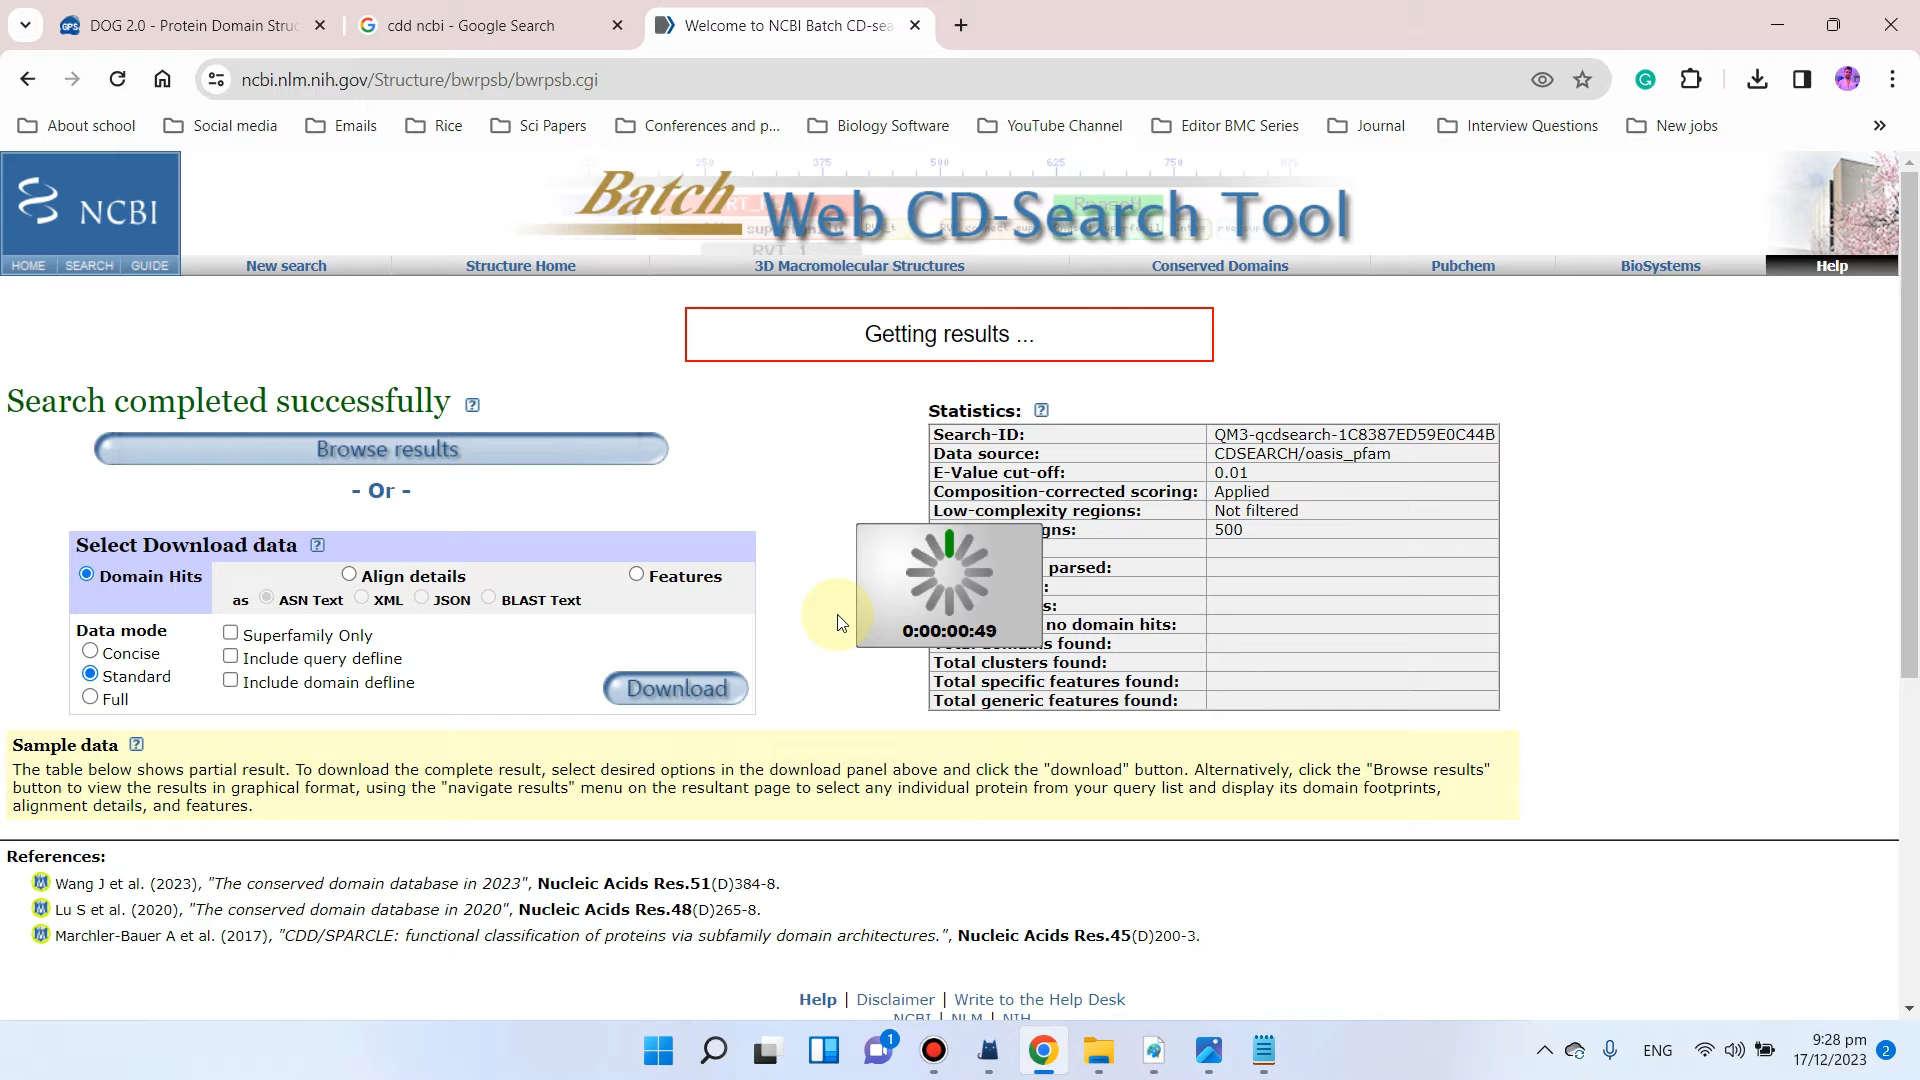 DOG 2.0 - Protein Domain Struc
cdd ncbi - Google Search
Welcome to NCBI Batch CD-sea
ncbi.nlm.nih.gov/Structure/bwrpsb/bwrpsb.cgi
About school
Social media
Emails
Rice
Sci Papers
Conferences and p...
Biology Software
YouTube Channel
Editor BMC Series
Journal
Interview Questions
New jobs
250 375 500 625 750 875
NCBI
Batch Web CD-Search Tool
HOME SEARCH GUIDE
New search
Structure Home
3D Macromolecular Structures
Conserved Domains
Pubchem
BioSystems
Help
Getting results ...
Search completed successfully ?
Browse results
- Or -
Select Download data ?
Domain Hits
Align details
Features
as ASN Text XML JSON BLAST Text
Data mode
Concise
Standard
Full
Superfamily Only
Include query defline
Include domain defline
Download
Statistics: ?
Search-ID: QM3-qcdsearch-1C8387ED59E0C44B
Data source: CDSEARCH/oasis_pfam
E-Value cut-off: 0.01
Composition-corrected scoring: Applied
Low-complexity regions: Not filtered
gns: 500
parsed:
:
s:
no domain hits:
s found:
Total clusters found:
Total specific features found:
Total generic features found:
0:00:00:49
Sample data ?
The table below shows partial result. To download the complete result, select desired options in the download panel above and click the "download" button. Alternatively, click the "Browse results"
button to view the results in graphical format, using the "navigate results" menu on the resultant page to select any individual protein from your query list and display its domain footprints,
alignment details, and features.
References:
Wang J et al. (2023), "The conserved domain database in 2023", Nucleic Acids Res.51(D)384-8.
Lu S et al. (2020), "The conserved domain database in 2020", Nucleic Acids Res.48(D)265-8.
Marchler-Bauer A et al. (2017), "CDD/SPARCLE: functional classification of proteins via subfamily domain architectures.", Nucleic Acids Res.45(D)200-3.
Help | Disclaimer | Write to the Help Desk
NCBI | NLM | NIH
1
ENG
9:28 pm
17/12/2023
2